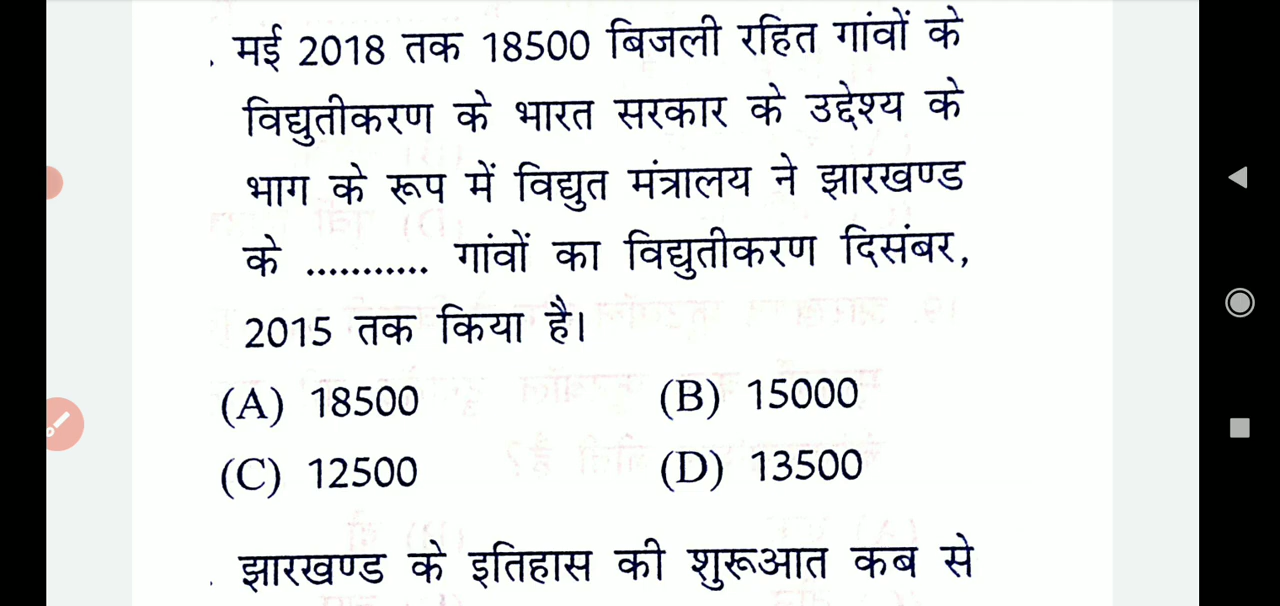 . मई 2018 तक 18500 बिजली रहित गांवों के
विद्युतीकरण के भारत सरकार के उद्देश्य के
भाग के रूप में विद्युत मंत्रालय ने झारखण्ड
के ............ गांवों का विद्युतीकरण दिसंबर,
2015 तक किया है।
(A) 18500 (B) 15000
(C) 12500 (D) 13500
. झारखण्ड के इतिहास की शुरूआत कब से